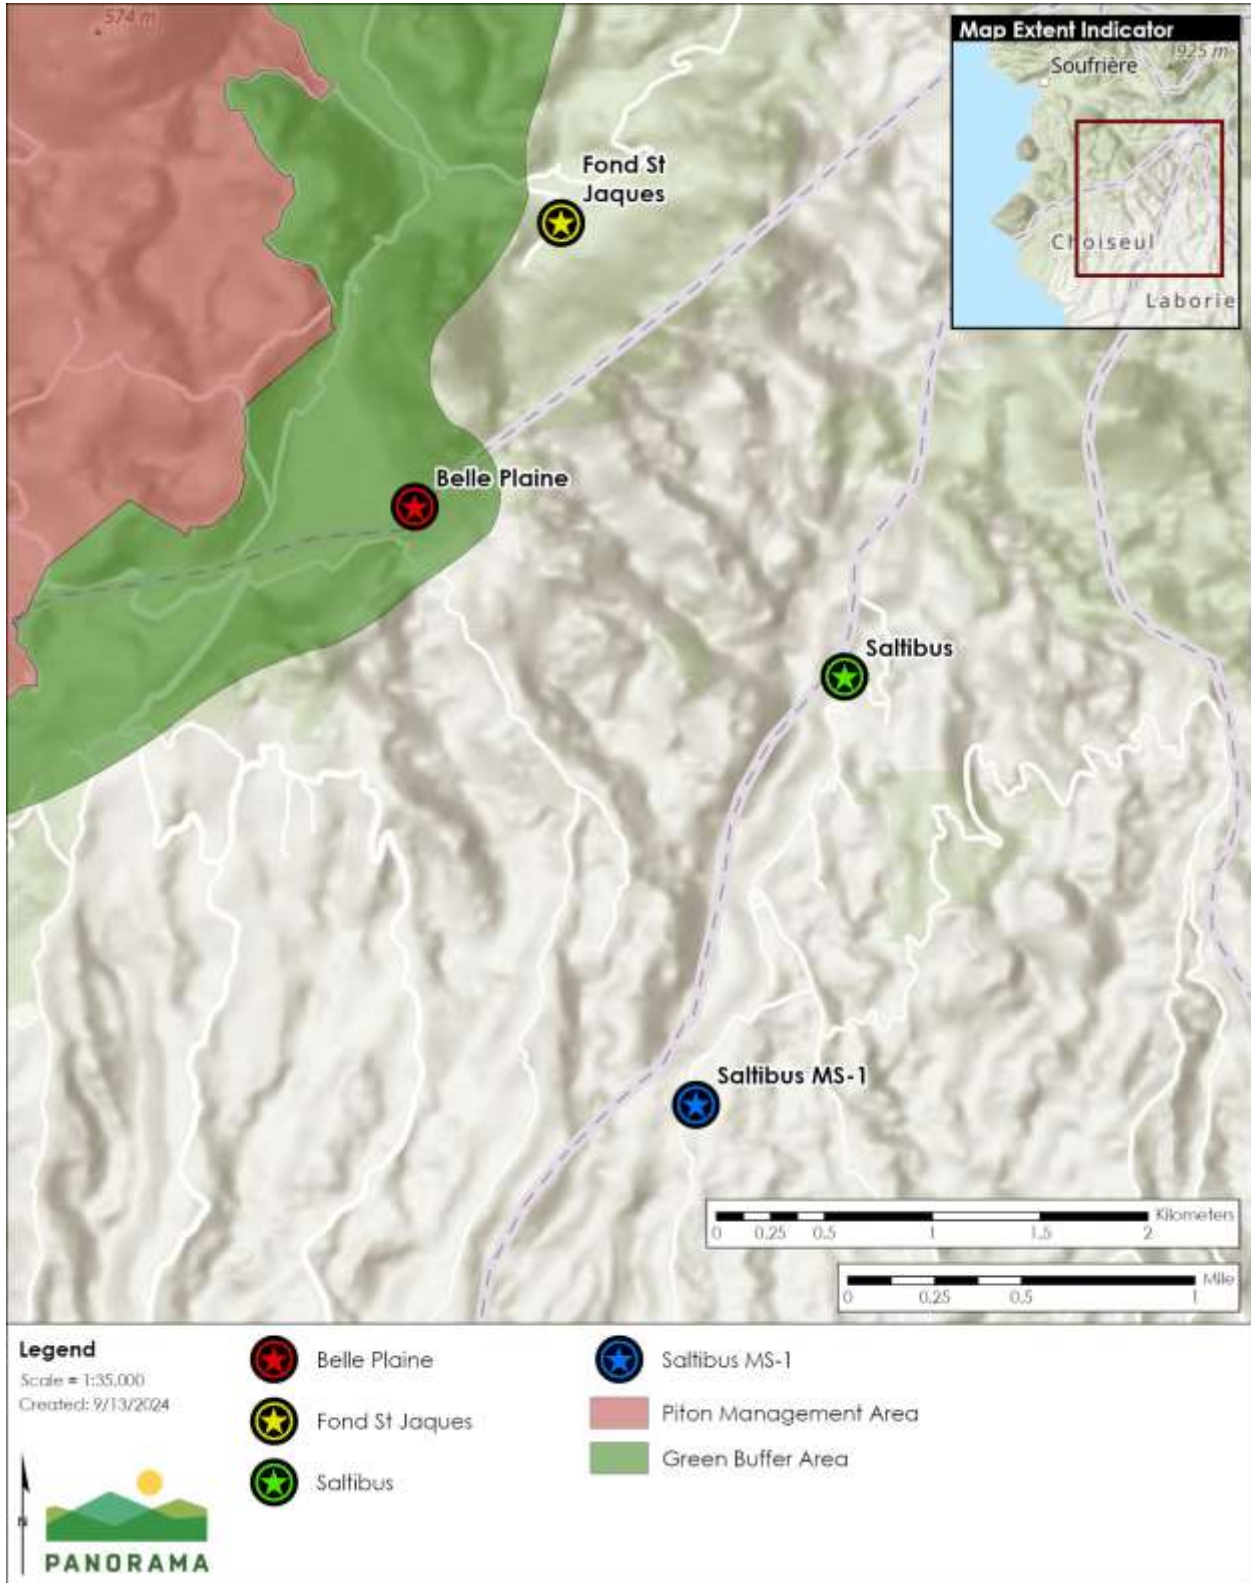 574 m
Map Extent Indicator
925 m
Soufrière
Choiseul
Laborie
Fond St
Jaques
Belle Plaine
Saltibus
Saltibus MS-1
Kilometers
0 0.25 0.5 1 1.5 2
Mile
0 0.25 0.5 1
Legend
Scale = 1:35,000
Created: 9/13/2024
N
PANORAMA
Belle Plaine
Fond St Jaques
Saltibus
Saltibus MS-1
Piton Management Area
Green Buffer Area